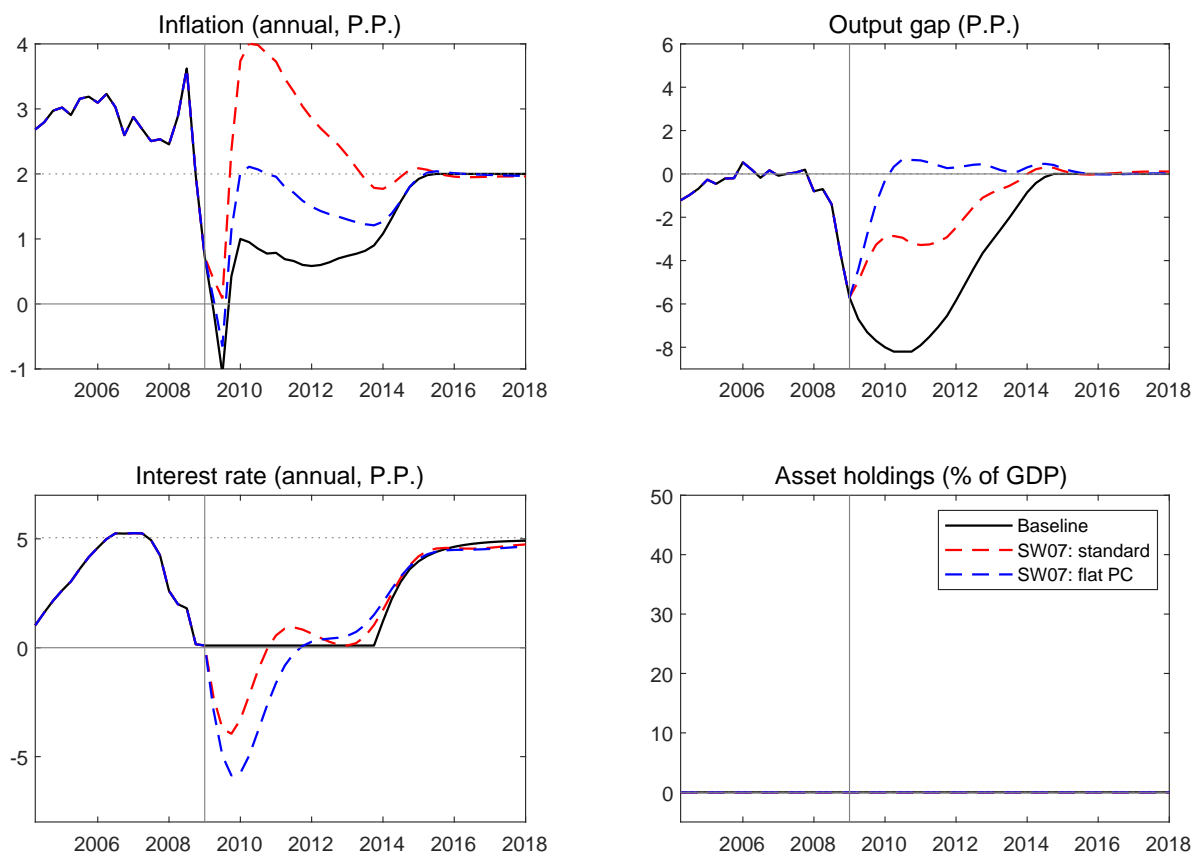 Inflation (annual, P.P.)
4
3
2
1
0
-1
2006 2008 2010 2012 2014 2016 2018
Output gap (P.P.)
6
4
2
0
-2
-4
-6
-8
2006 2008 2010 2012 2014 2016 2018
Interest rate (annual, P.P.)
5
0
-5
2006 2008 2010 2012 2014 2016 2018
Asset holdings (% of GDP)
50
40
30
20
10
0
2006 2008 2010 2012 2014 2016 2018
Baseline
SW07: standard
SW07: flat PC